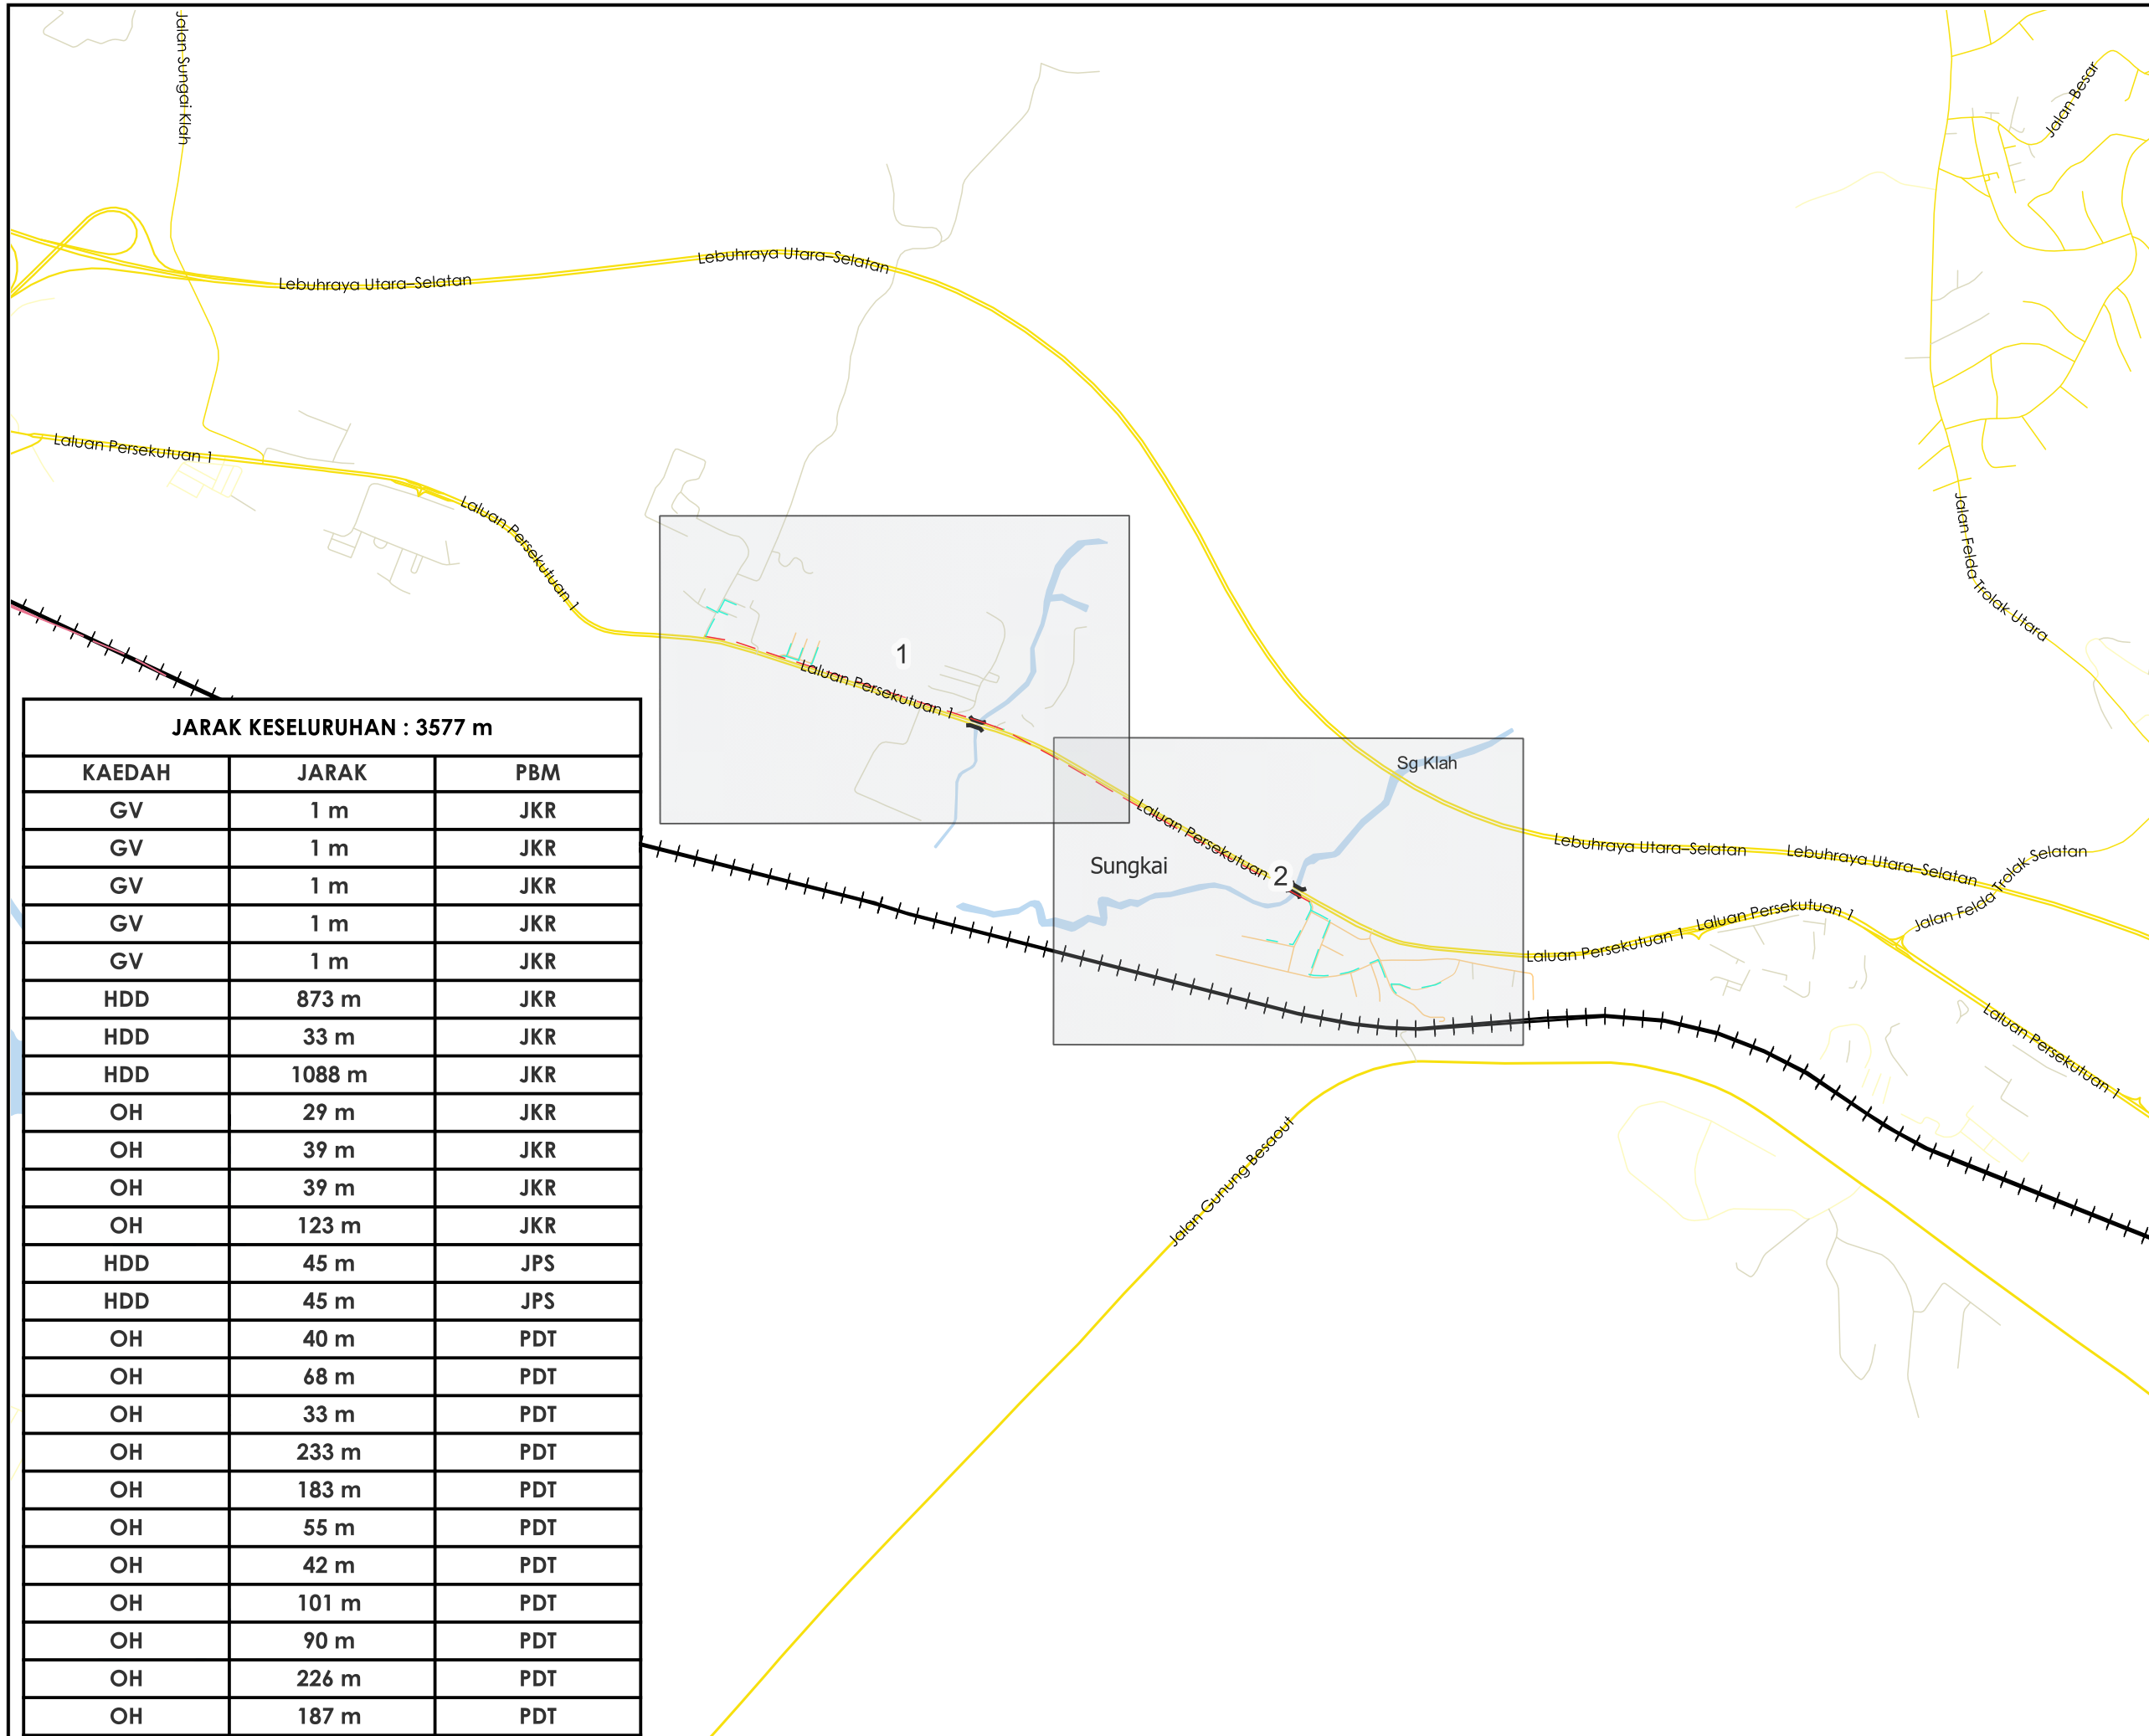 Jalan Sungai Klah
Jalan Besar
Lebuhraya Utara-Selatan
Lebuhraya Utara-Selatan
Laluan Persekutuan 1
Laluan Persekutuan 1
Jalan Felda Trolak Utara
1
Laluan Persekutuan 1
Sg Klah
Laluan Persekutuan 1
2
Sungkai
Lebuhraya Utara-Selatan
Lebuhraya Utara-Selatan
Jalan Felda Trolak Selatan
Laluan Persekutuan 1
Laluan Persekutuan 1
Laluan Persekutuan 1
Jalan Gunung Besaout
JARAK KESELURUHAN : 3577 m
KAEDAH JARAK PBM
GV 1 m JKR
GV 1 m JKR
GV 1 m JKR
GV 1 m JKR
GV 1 m JKR
HDD 873 m JKR
HDD 33 m JKR
HDD 1088 m JKR
OH 29 m JKR
OH 39 m JKR
OH 39 m JKR
OH 123 m JKR
HDD 45 m JPS
HDD 45 m JPS
OH 40 m PDT
OH 68 m PDT
OH 33 m PDT
OH 233 m PDT
OH 183 m PDT
OH 55 m PDT
OH 42 m PDT
OH 101 m PDT
OH 90 m PDT
OH 226 m PDT
OH 187 m PDT